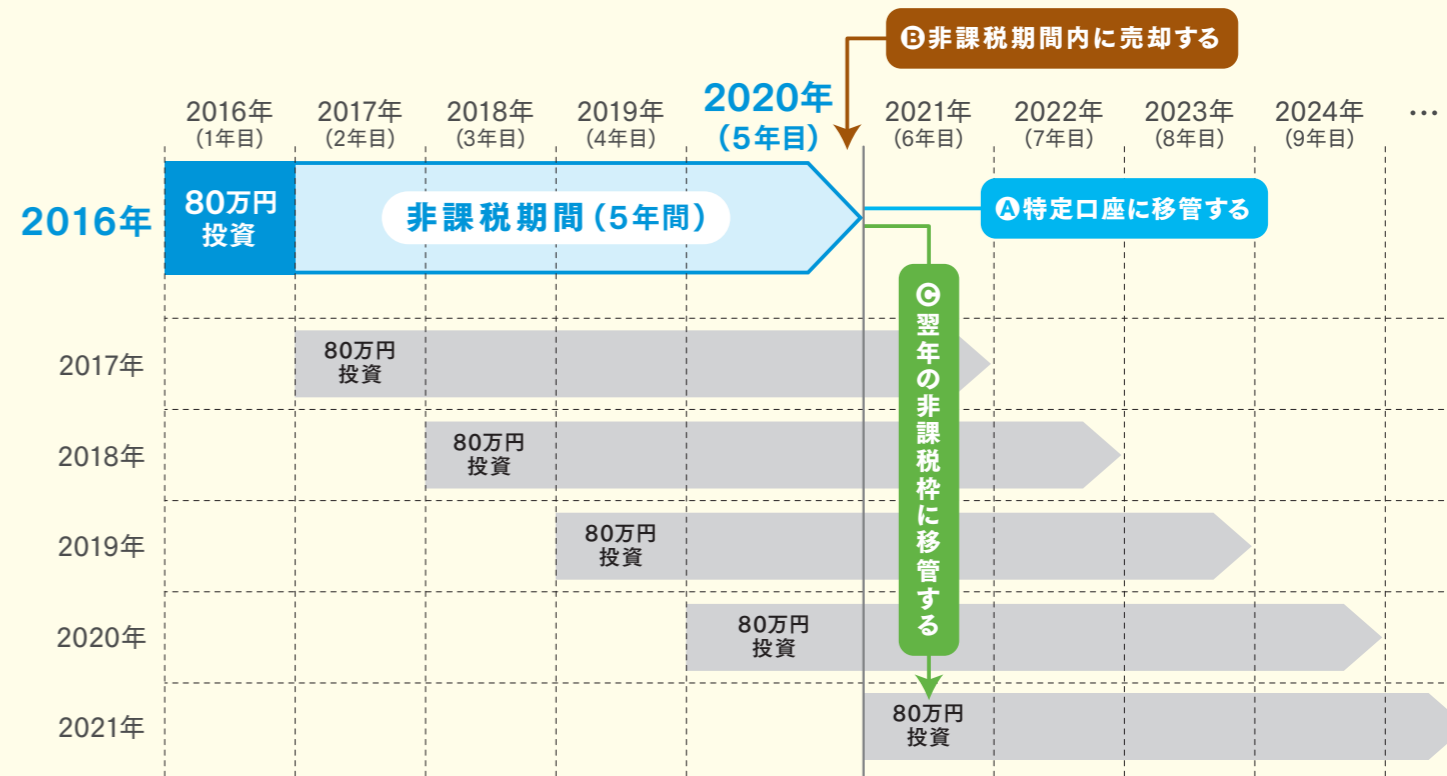 Ⓑ非課税期間内に売却する
2016年
(1年目)
2017年
(2年目)
2018年
(3年目)
2019年
(4年目)
2020年
(5年目)
2021年
(6年目)
2022年
(7年目)
2023年
(8年目)
2024年
(9年目)
…
2016年
80万円
投資
非課税期間(5年間)
Ⓐ特定口座に移管する
Ⓒ翌年の非課税枠に移管する
2017年
80万円
投資
2018年
80万円
投資
2019年
80万円
投資
2020年
80万円
投資
2021年
80万円
投資